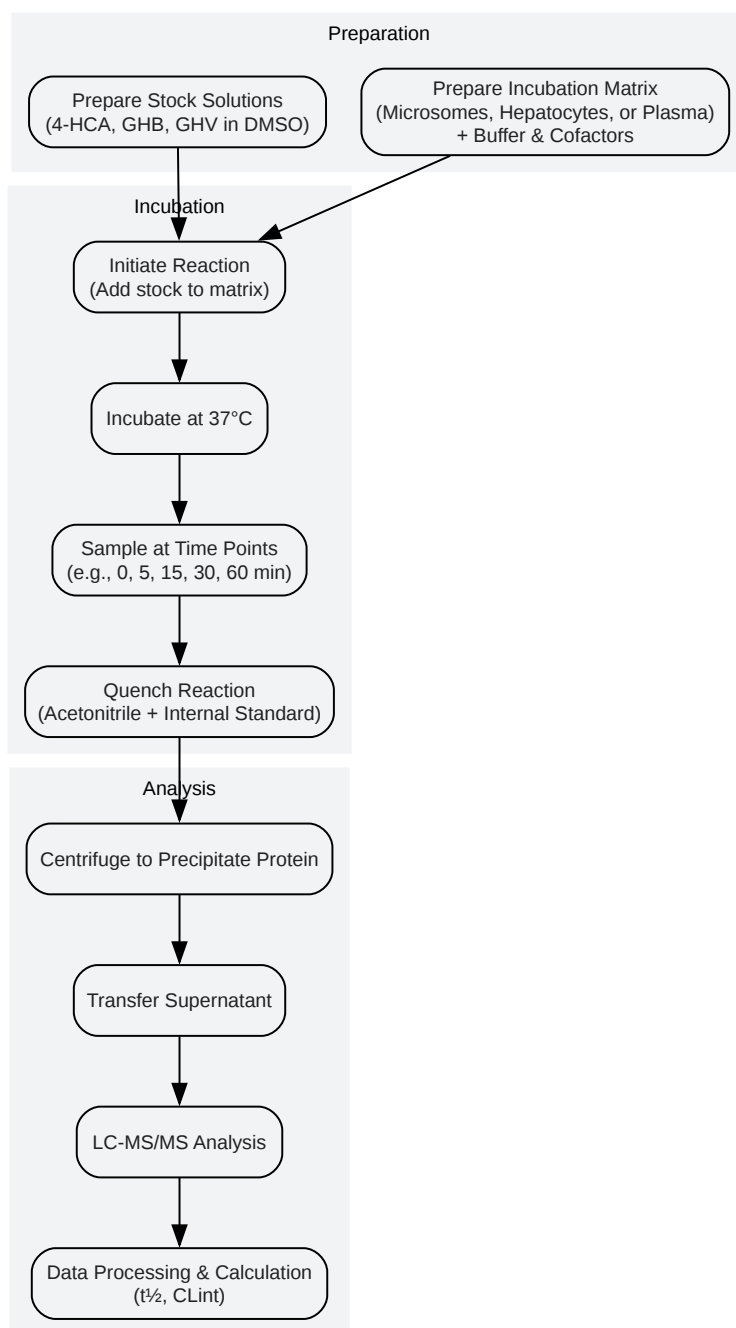 Preparation
Prepare Stock Solutions
(4-HCA, GHB, GHV in DMSO)
Prepare Incubation Matrix
(Microsomes, Hepatocytes, or Plasma)
+ Buffer & Cofactors
Incubation
Initiate Reaction
(Add stock to matrix)
Incubate at 37°C
Sample at Time Points
(e.g., 0, 5, 15, 30, 60 min)
Quench Reaction
(Acetonitrile + Internal Standard)
Analysis
Centrifuge to Precipitate Protein
Transfer Supernatant
LC-MS/MS Analysis
Data Processing & Calculation
(t½, CLint)